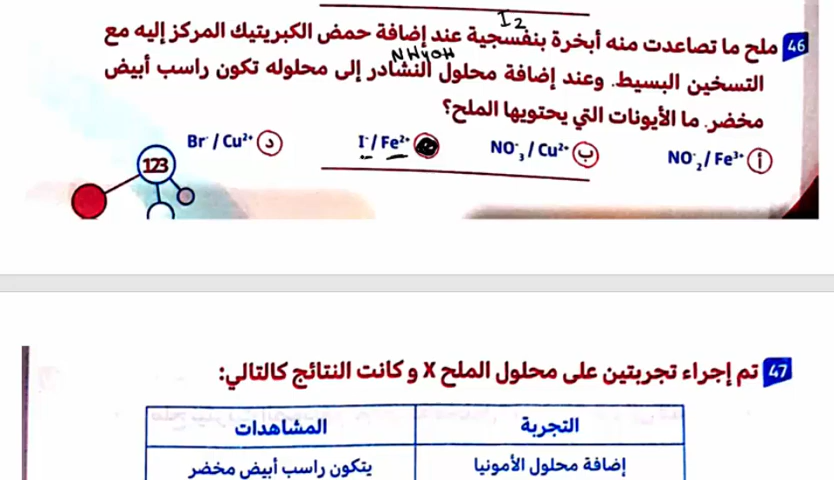 I2
46 ملح ما تصاعدت منه أبخرة بنفسجية عند إضافة حمض الكبريتيك المركز إليه مع
NH4OH
التسخين البسيط. وعند إضافة محلول النشادر إلى محلوله تكون راسب أبيض
مخضر. ما الأيونات التي يحتويها الملح؟
أ NO⁻₂ / Fe³⁺ ب NO⁻₃ / Cu²⁺ I⁻ / Fe²⁺ د Br⁻ / Cu²⁺
123
47 تم إجراء تجربتين على محلول الملح X و كانت النتائج كالتالي:
التجربة المشاهدات
إضافة محلول الأمونيا يتكون راسب أبيض مخضر